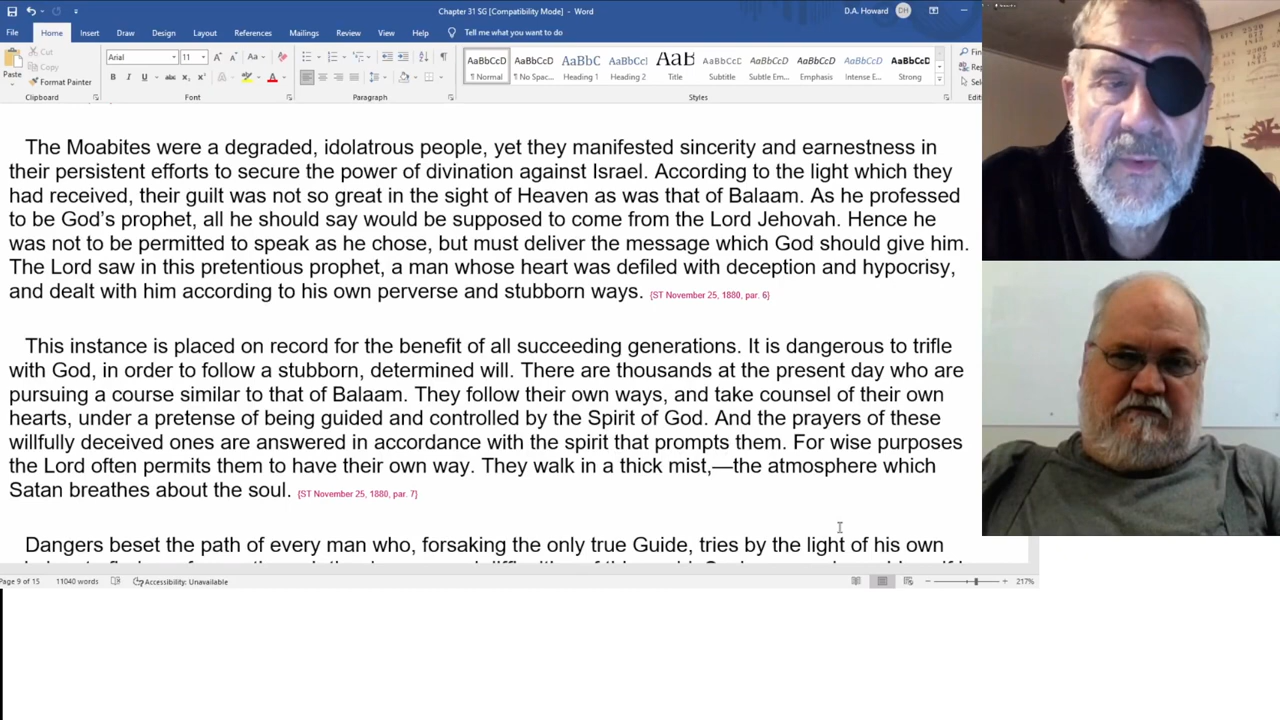 Chapter 31 SG [Compatibility Mode] - Word
D.A. Howard
DH
File Home Insert Draw Design Layout References Mailings Review View Help Tell me what you want to do
Paste
Cut
Copy
Format Painter
Arial
11
AaBbCcD AaBbCcD AaBbC AaBbCcl AaB AaBbCcD AaBbCcD AaBbCcD AaBbCcD AaBbCcD
¶ Normal ¶ No Spac... Heading 1 Heading 2 Title Subtitle Subtle Em... Emphasis Intense E... Strong
Clipboard Font Paragraph Styles
The Moabites were a degraded, idolatrous people, yet they manifested sincerity and earnestness in
their persistent efforts to secure the power of divination against Israel. According to the light which they
had received, their guilt was not so great in the sight of Heaven as was that of Balaam. As he professed
to be God’s prophet, all he should say would be supposed to come from the Lord Jehovah. Hence he
was not to be permitted to speak as he chose, but must deliver the message which God should give him.
The Lord saw in this pretentious prophet, a man whose heart was defiled with deception and hypocrisy,
and dealt with him according to his own perverse and stubborn ways. {ST November 25, 1880, par. 6}
This instance is placed on record for the benefit of all succeeding generations. It is dangerous to trifle
with God, in order to follow a stubborn, determined will. There are thousands at the present day who are
pursuing a course similar to that of Balaam. They follow their own ways, and take counsel of their own
hearts, under a pretense of being guided and controlled by the Spirit of God. And the prayers of these
willfully deceived ones are answered in accordance with the spirit that prompts them. For wise purposes
the Lord often permits them to have their own way. They walk in a thick mist,—the atmosphere which
Satan breathes about the soul. {ST November 25, 1880, par. 7}
Dangers beset the path of every man who, forsaking the only true Guide, tries by the light of his own
Page 9 of 15 11040 words Accessibility: Unavailable 217%